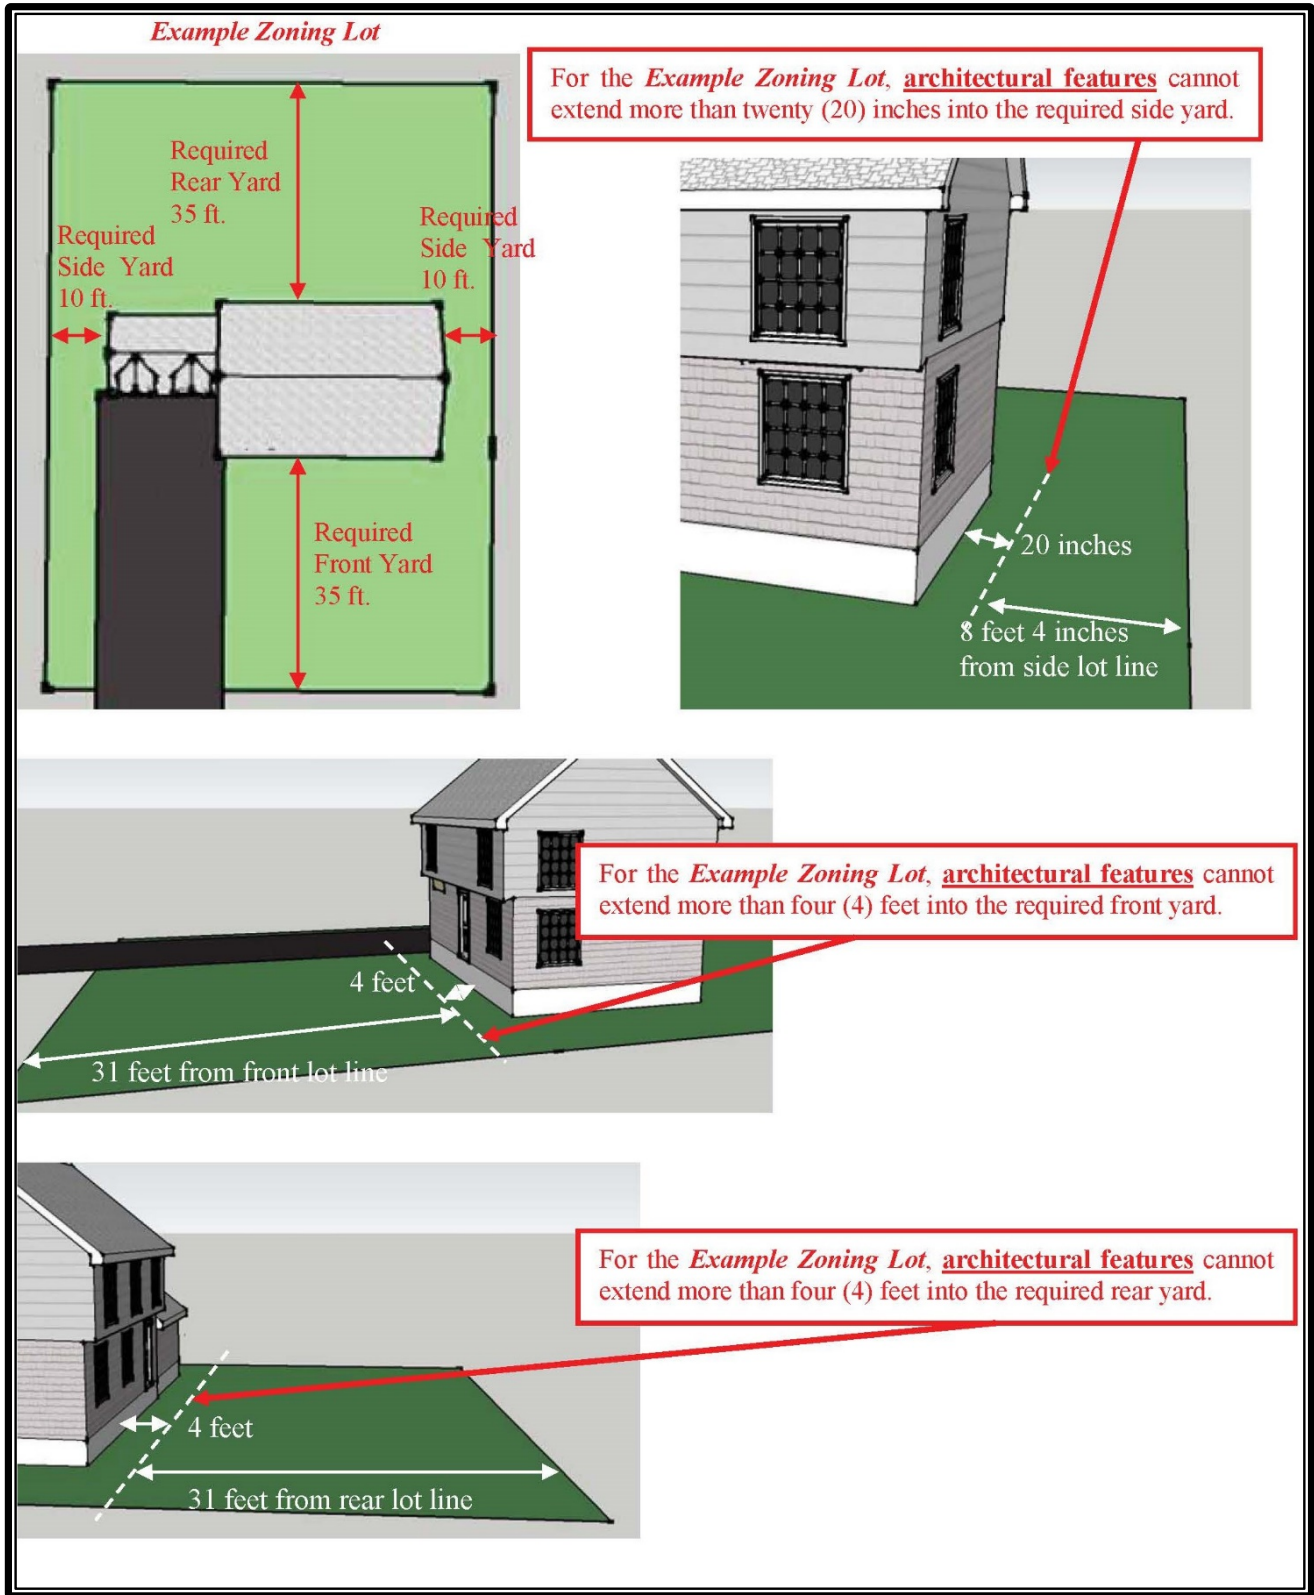 Example Zoning Lot
For the Example Zoning Lot, architectural features cannot
extend more than twenty (20) inches into the required side yard.
Required
Rear Yard
35 ft.
Required
Side Yard
10 ft.
Required
Side Yard
10 ft.
Required
Front Yard
35 ft.
20 inches
8 feet 4 inches
from side lot line
For the Example Zoning Lot, architectural features cannot
extend more than four (4) feet into the required front yard.
4 feet
31 feet from front lot line
For the Example Zoning Lot, architectural features cannot
extend more than four (4) feet into the required rear yard.
4 feet
31 feet from rear lot line